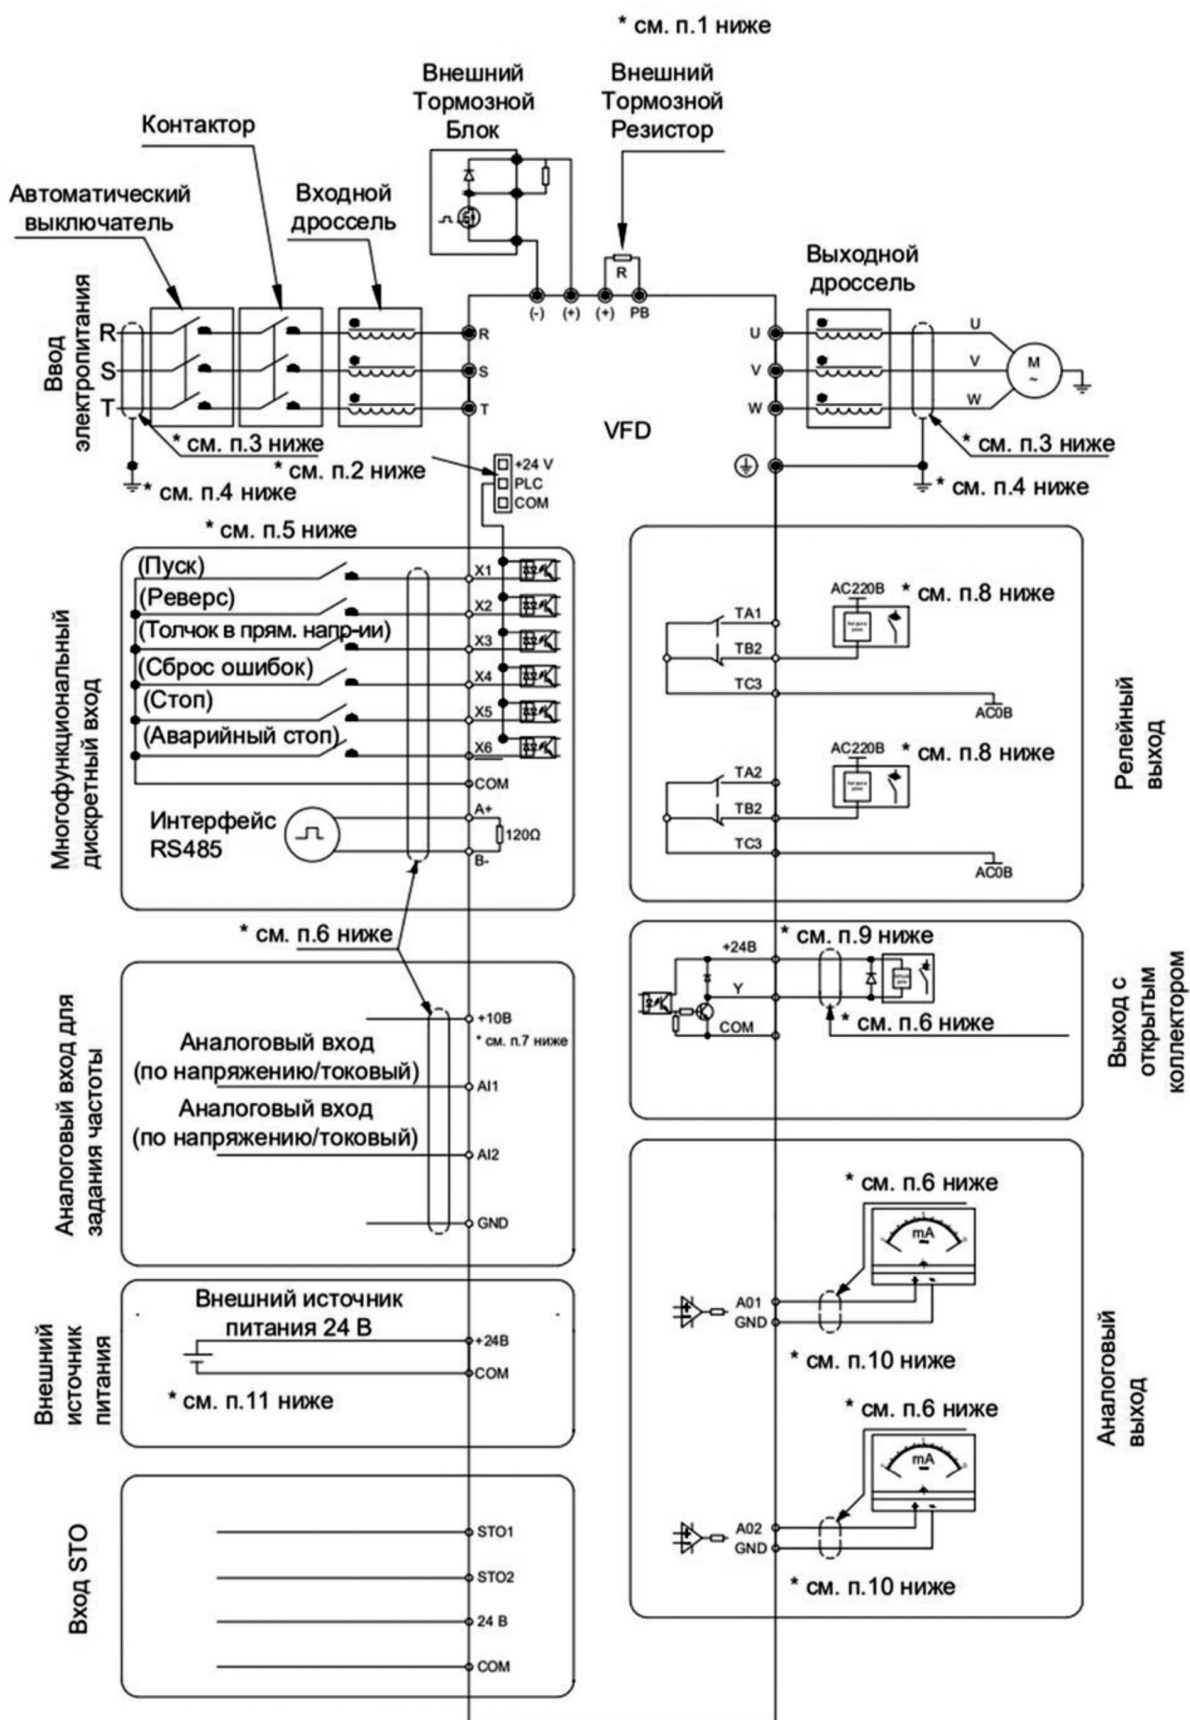 * см. п.1 ниже
Внешний
Тормозной
Блок
Внешний
Тормозной
Резистор
Контактор
Автоматический
выключатель
Входной
дроссель
Выходной
дроссель
R
(-)
(+)
(+)
PB
Ввод
электропитания
R
S
T
R
S
T
U
V
W
U
V
W
M
~
VFD
* см. п.3 ниже
* см. п.2 ниже
* см. п.4 ниже
* см. п.3 ниже
* см. п.4 ниже
+24 V
PLC
COM
* см. п.5 ниже
Многофункциональный
дискретный вход
(Пуск)
X1
(Реверс)
X2
(Толчок в прям. напр-ии)
X3
(Сброс ошибок)
X4
(Стоп)
X5
(Аварийный стоп)
X6
COM
Интерфейс
RS485
A+
120Ω
B-
* см. п.6 ниже
Аналоговый вход для
задания частоты
+10В
* см. п.7 ниже
Аналоговый вход
(по напряжению/токовый)
AI1
Аналоговый вход
(по напряжению/токовый)
AI2
GND
Внешний
источник
питания
Внешний источник
питания 24 В
+24В
COM
* см. п.11 ниже
Вход STO
STO1
STO2
24 В
COM
Релейный
выход
AC220В
* см. п.8 ниже
TA1
TB2
TC3
AC0В
AC220В
* см. п.8 ниже
TA2
TB2
TC3
AC0В
Выход с
открытым
коллектором
* см. п.9 ниже
+24В
Y
COM
* см. п.6 ниже
Аналоговый
выход
* см. п.6 ниже
mA
A01
GND
* см. п.10 ниже
* см. п.6 ниже
mA
A02
GND
* см. п.10 ниже